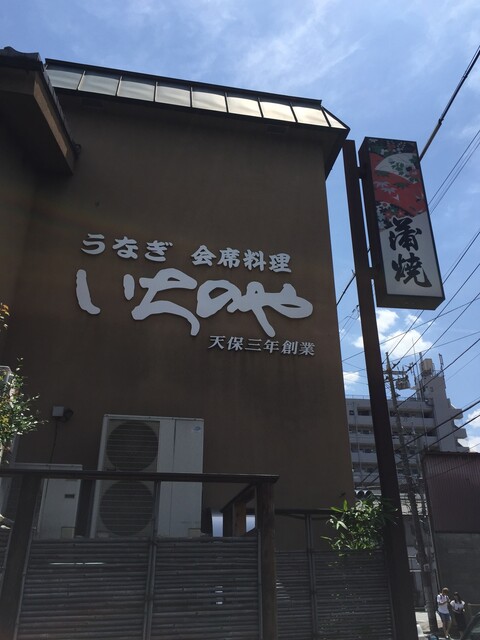 うなぎ 会席料理
いちのや
天保三年創業
蒲焼